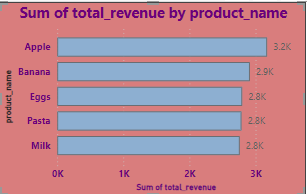 Sum of total_revenue by product_name
product_name
Apple 3.2K
Banana 2.9K
Eggs 2.8K
Pasta 2.8K
Milk 2.8K
0K 1K 2K 3K
Sum of total_revenue